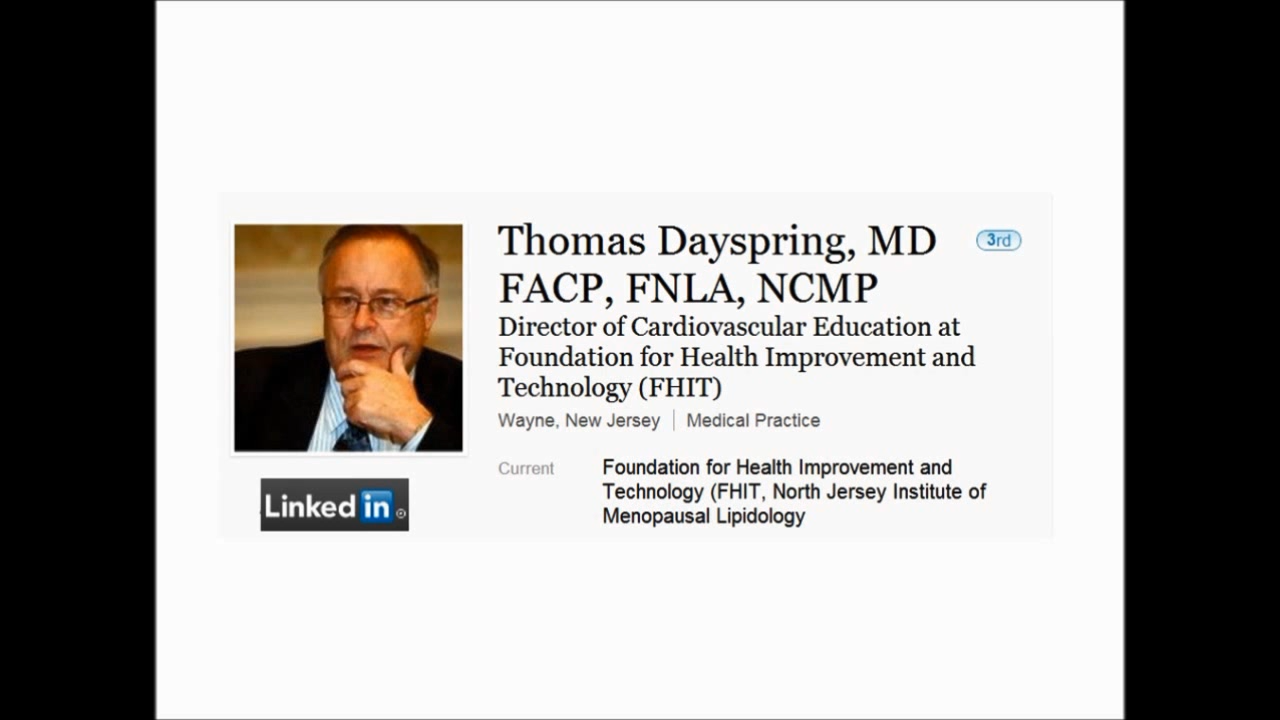 Thomas Dayspring, MD 3rd
FACP, FNLA, NCMP
Director of Cardiovascular Education at
Foundation for Health Improvement and
Technology (FHIT)
Wayne, New Jersey | Medical Practice
Current Foundation for Health Improvement and
Technology (FHIT, North Jersey Institute of
Menopausal Lipidology
Linked in ®